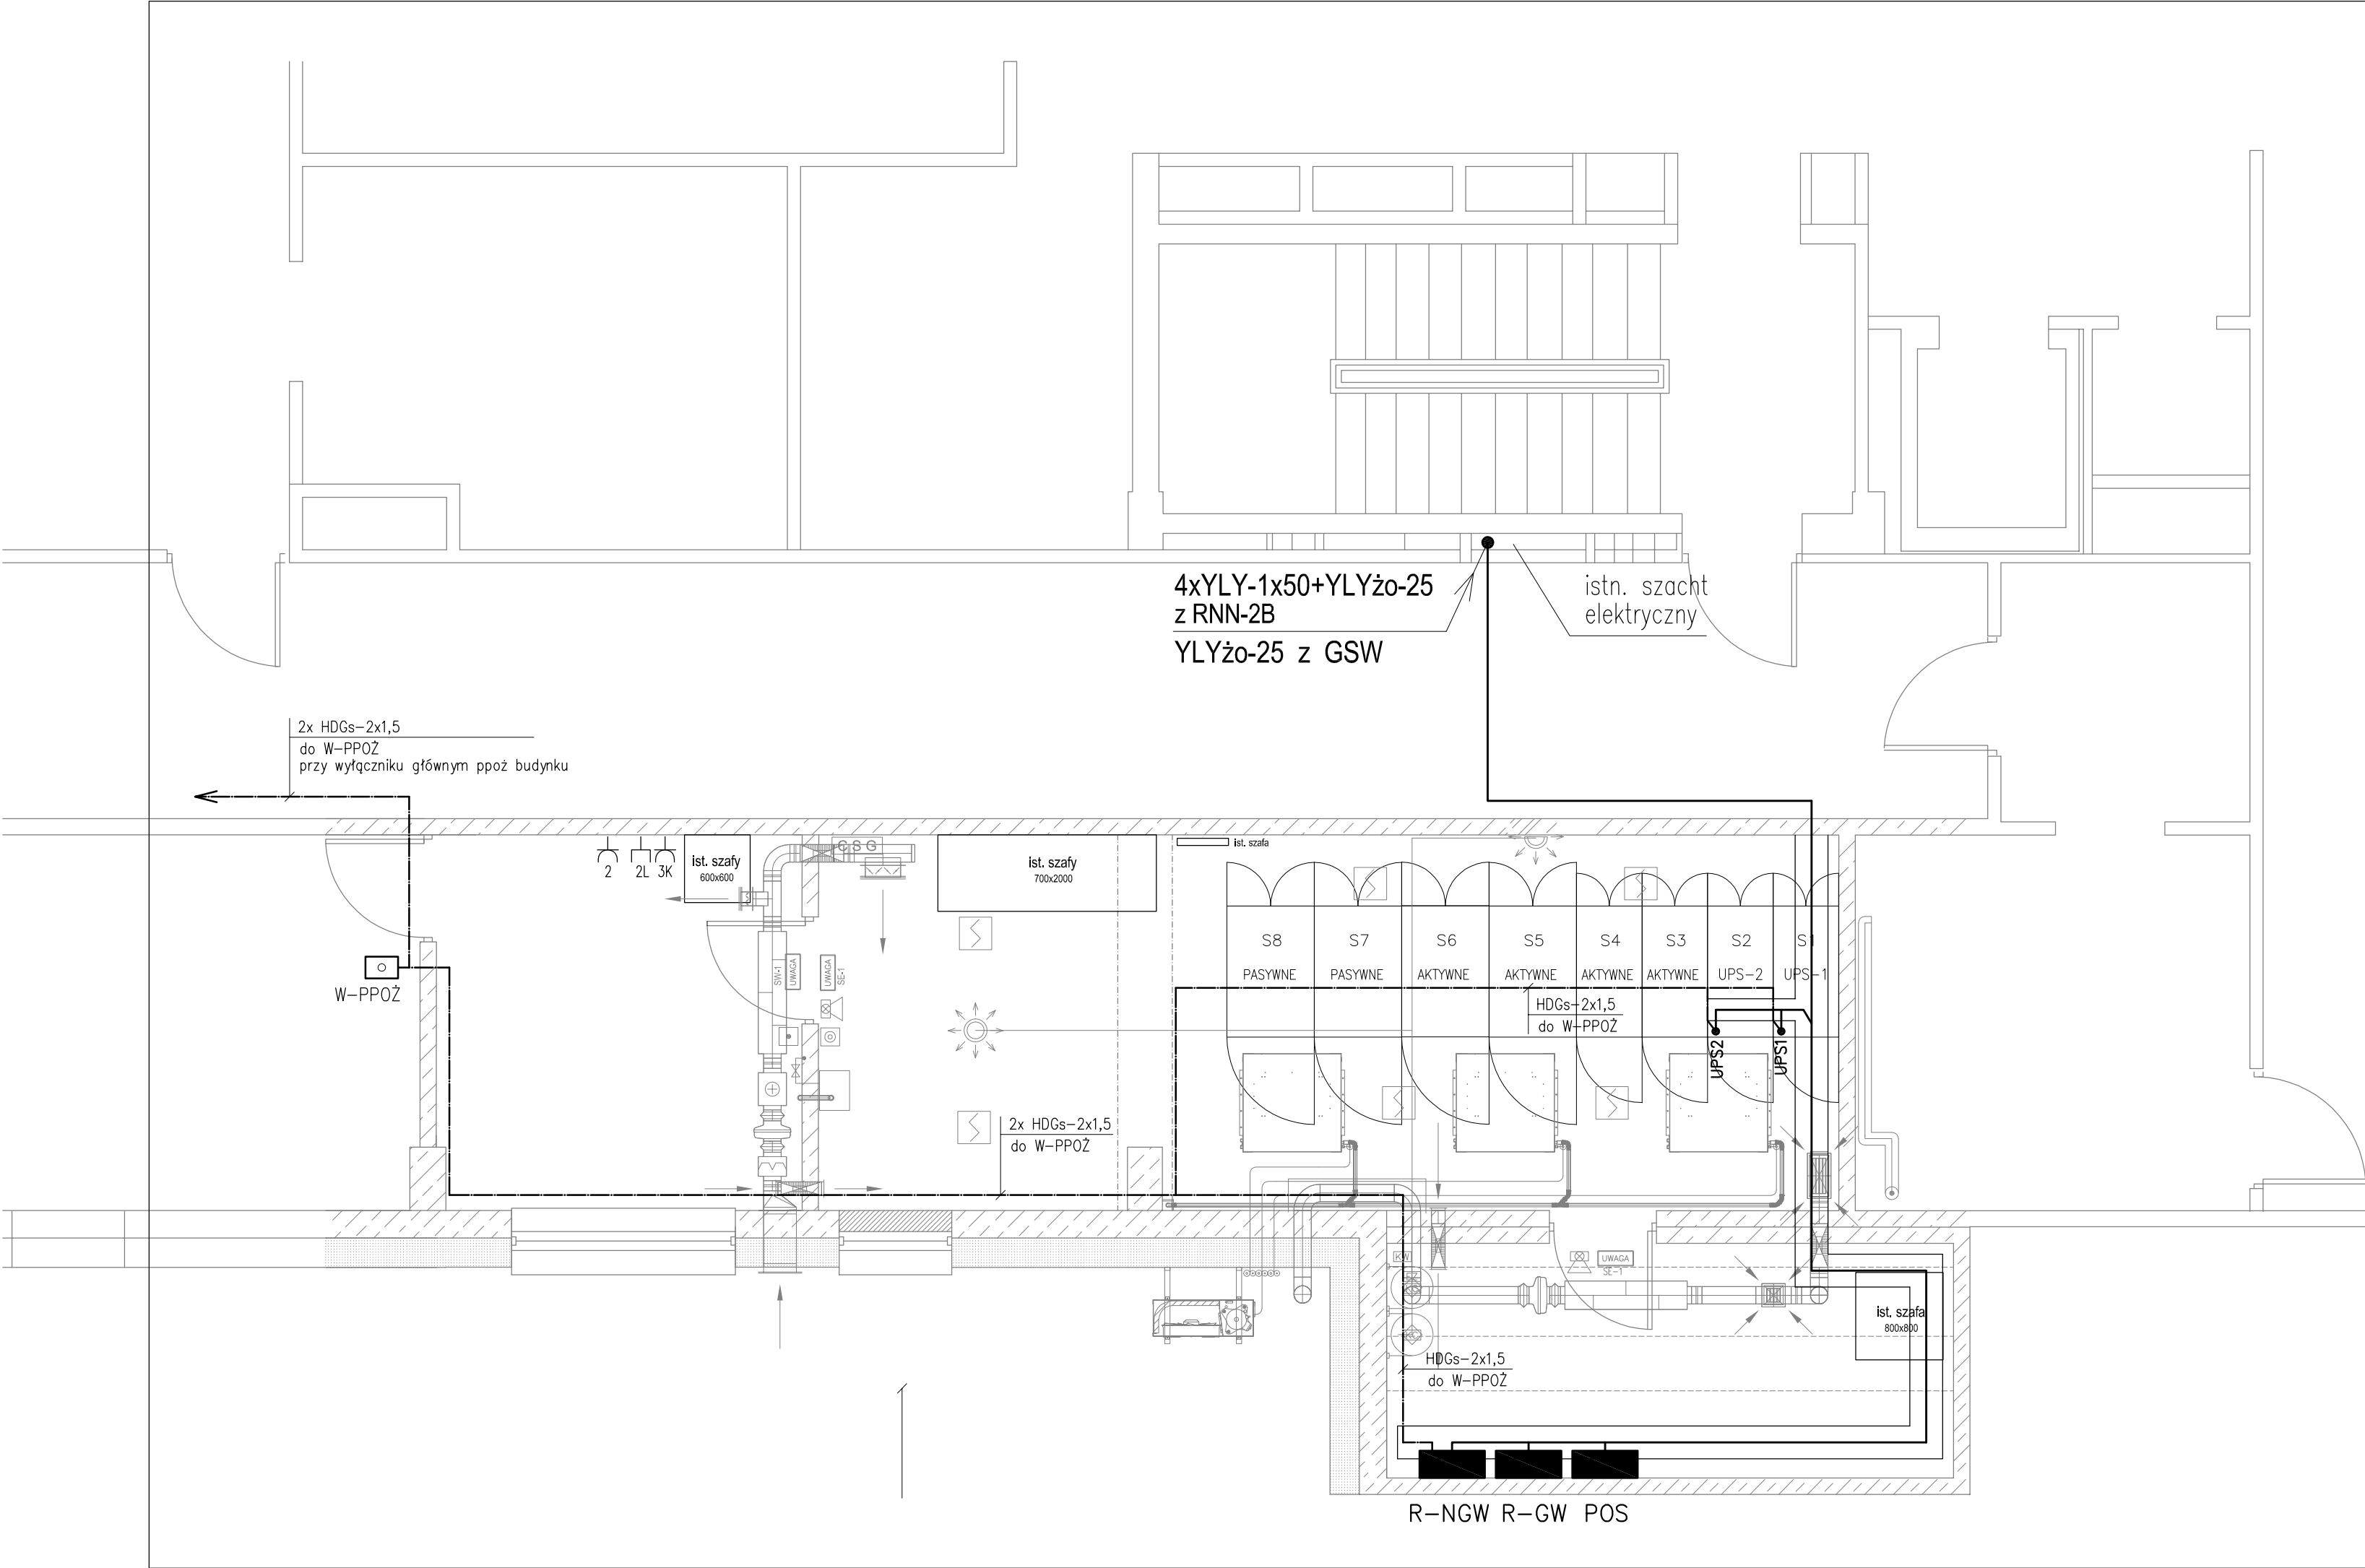 4xYLY-1x50+YLYżo-25
z RNN-2B
YLYżo-25 z GSW
istn. szacht
elektryczny
2x HDGs-2x1,5
do W-PPOŻ
przy wyłączniku głównym ppoż budynku
2
2L
3K
ist. szafy
600x600
CSG
ist. szafy
700x2000
ist. szafa
S8
S7
S6
S5
S4
S3
S2
S1
PASYWNE
PASYWNE
AKTYWNE
AKTYWNE
AKTYWNE
AKTYWNE
UPS-2
UPS-1
W-PPOŻ
SW-1
UWAGA
UWAGA
SE-1
HDGs-2x1,5
do W-PPOŻ
UPS2
UPS1
2x HDGs-2x1,5
do W-PPOŻ
KW
UWAGA
SE-1
ist. szafa
800x800
HDGs-2x1,5
do W-PPOŻ
R-NGW R-GW POS